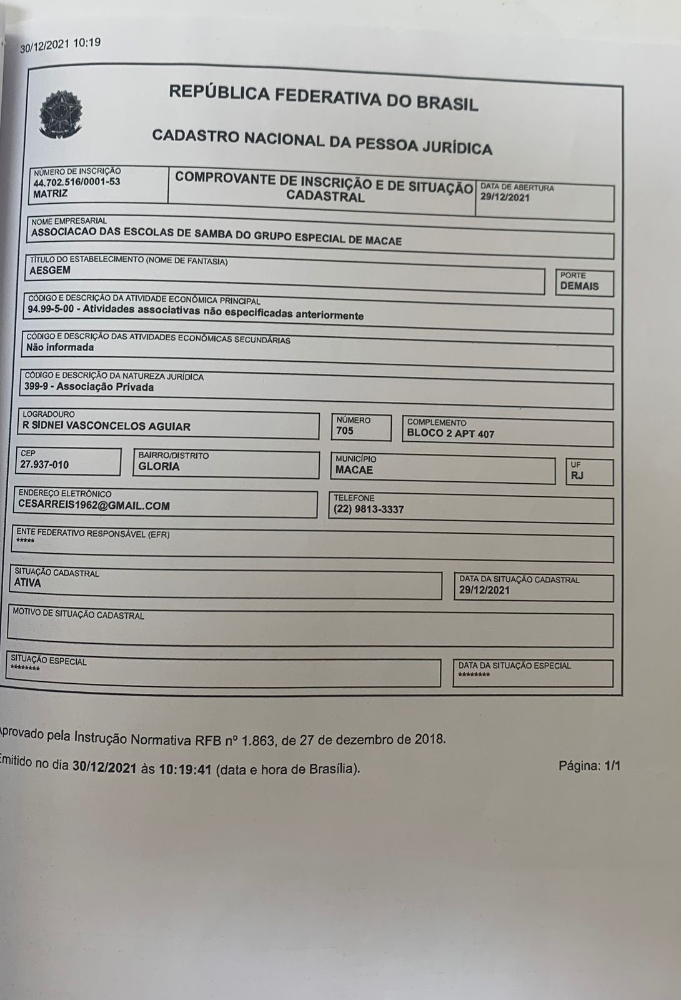 30/12/2021 10:19
REPÚBLICA FEDERATIVA DO BRASIL
CADASTRO NACIONAL DA PESSOA JURÍDICA
NÚMERO DE INSCRIÇÃO
44.702.516/0001-53
MATRIZ
COMPROVANTE DE INSCRIÇÃO E DE SITUAÇÃO
CADASTRAL
DATA DE ABERTURA
29/12/2021
NOME EMPRESARIAL
ASSOCIACAO DAS ESCOLAS DE SAMBA DO GRUPO ESPECIAL DE MACAE
TÍTULO DO ESTABELECIMENTO (NOME DE FANTASIA)
AESGEM
PORTE
DEMAIS
CÓDIGO E DESCRIÇÃO DA ATIVIDADE ECONÔMICA PRINCIPAL
94.99-5-00 - Atividades associativas não especificadas anteriormente
CÓDIGO E DESCRIÇÃO DAS ATIVIDADES ECONÔMICAS SECUNDÁRIAS
Não informada
CÓDIGO E DESCRIÇÃO DA NATUREZA JURÍDICA
399-9 - Associação Privada
LOGRADOURO
R SIDNEI VASCONCELOS AGUIAR
NÚMERO
705
COMPLEMENTO
BLOCO 2 APT 407
CEP
27.937-010
BAIRRO/DISTRITO
GLORIA
MUNICÍPIO
MACAE
UF
RJ
ENDEREÇO ELETRÔNICO
CESARREIS1962@GMAIL.COM
TELEFONE
(22) 9813-3337
ENTE FEDERATIVO RESPONSÁVEL (EFR)
*****
SITUAÇÃO CADASTRAL
ATIVA
DATA DA SITUAÇÃO CADASTRAL
29/12/2021
MOTIVO DE SITUAÇÃO CADASTRAL
SITUAÇÃO ESPECIAL
********
DATA DA SITUAÇÃO ESPECIAL
********
Aprovado pela Instrução Normativa RFB nº 1.863, de 27 de dezembro de 2018.
Emitido no dia 30/12/2021 às 10:19:41 (data e hora de Brasília).
Página: 1/1